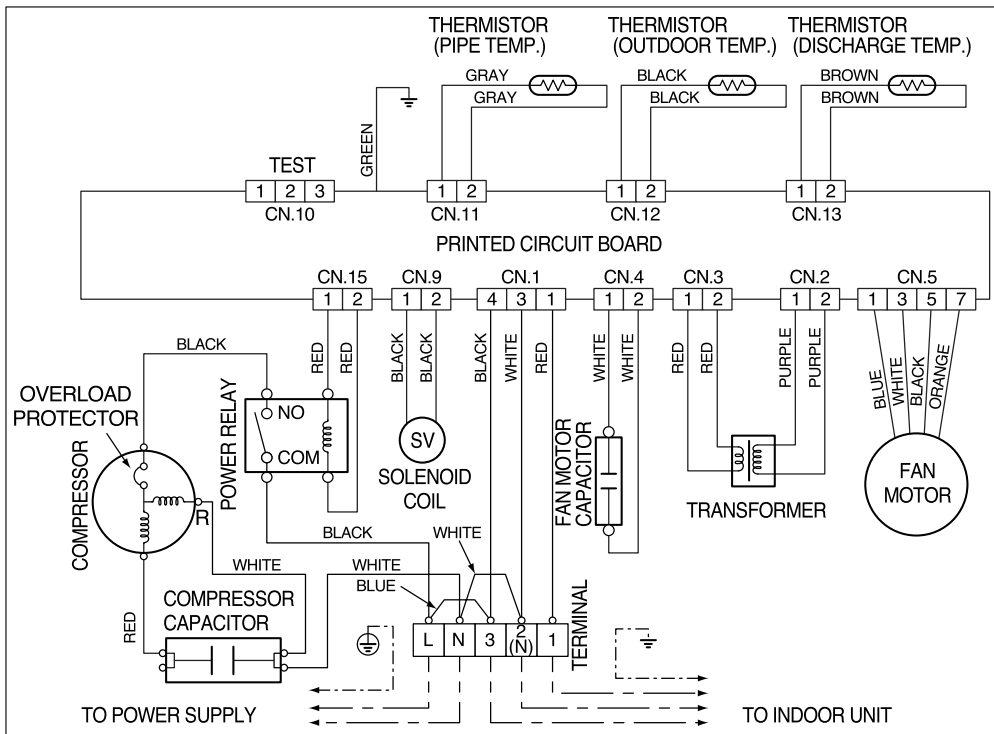 THERMISTOR
(PIPE TEMP.)
THERMISTOR
(OUTDOOR TEMP.)
THERMISTOR
(DISCHARGE TEMP.)
GRAY
GRAY
BLACK
BLACK
BROWN
BROWN
GREEN
TEST
1 2 3
CN.10
1 2
CN.11
1 2
CN.12
1 2
CN.13
PRINTED CIRCUIT BOARD
CN.15
1 2
CN.9
1 2
CN.1
4 3 1
CN.4
1 2
CN.3
1 2
CN.2
1 2
CN.5
1 3 5 7
BLACK
RED
RED
BLACK
BLACK
BLACK
WHITE
RED
WHITE
WHITE
RED
RED
PURPLE
PURPLE
BLUE
WHITE
BLACK
ORANGE
OVERLOAD
PROTECTOR
POWER RELAY
NO
COM
SV
SOLENOID
COIL
FAN MOTOR
CAPACITOR
TRANSFORMER
FAN
MOTOR
COMPRESSOR
R
BLACK
WHITE
WHITE
WHITE
BLUE
RED
COMPRESSOR
CAPACITOR
L N 3 2 1
(N)
TERMINAL
TO POWER SUPPLY
TO INDOOR UNIT